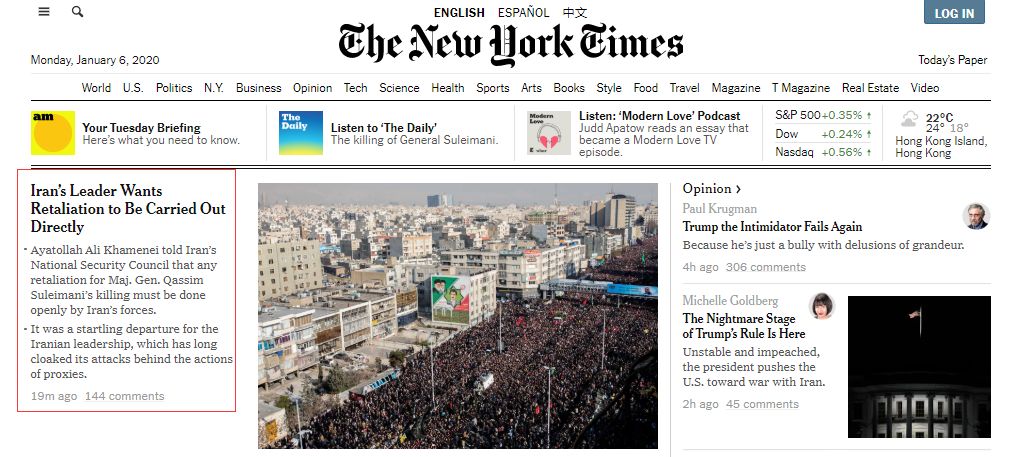 ENGLISH ESPAÑOL 中文
LOG IN
The New York Times
Monday, January 6, 2020
Today's Paper
World U.S. Politics N.Y. Business Opinion Tech Science Health Sports Arts Books Style Food Travel Magazine T Magazine Real Estate Video
am
Your Tuesday Briefing
Here's what you need to know.
The
Daily
Listen to 'The Daily'
The killing of General Suleimani.
Modern
Love
Listen: 'Modern Love' Podcast
Judd Apatow reads an essay that
became a Modern Love TV
episode.
S&P 500 +0.35% ↑
Dow +0.24% ↑
Nasdaq +0.56% ↑
22°C
24° 18°
Hong Kong Island,
Hong Kong
Iran's Leader Wants
Retaliation to Be Carried Out
Directly
• Ayatollah Ali Khamenei told Iran's
National Security Council that any
retaliation for Maj. Gen. Qassim
Suleimani's killing must be done
openly by Iran's forces.
• It was a startling departure for the
Iranian leadership, which has long
cloaked its attacks behind the actions
of proxies.
19m ago 144 comments
Opinion >
Paul Krugman
Trump the Intimidator Fails Again
Because he's just a bully with delusions of grandeur.
4h ago 306 comments
Michelle Goldberg
The Nightmare Stage
of Trump's Rule Is Here
Unstable and impeached,
the president pushes the
U.S. toward war with Iran.
2h ago 45 comments